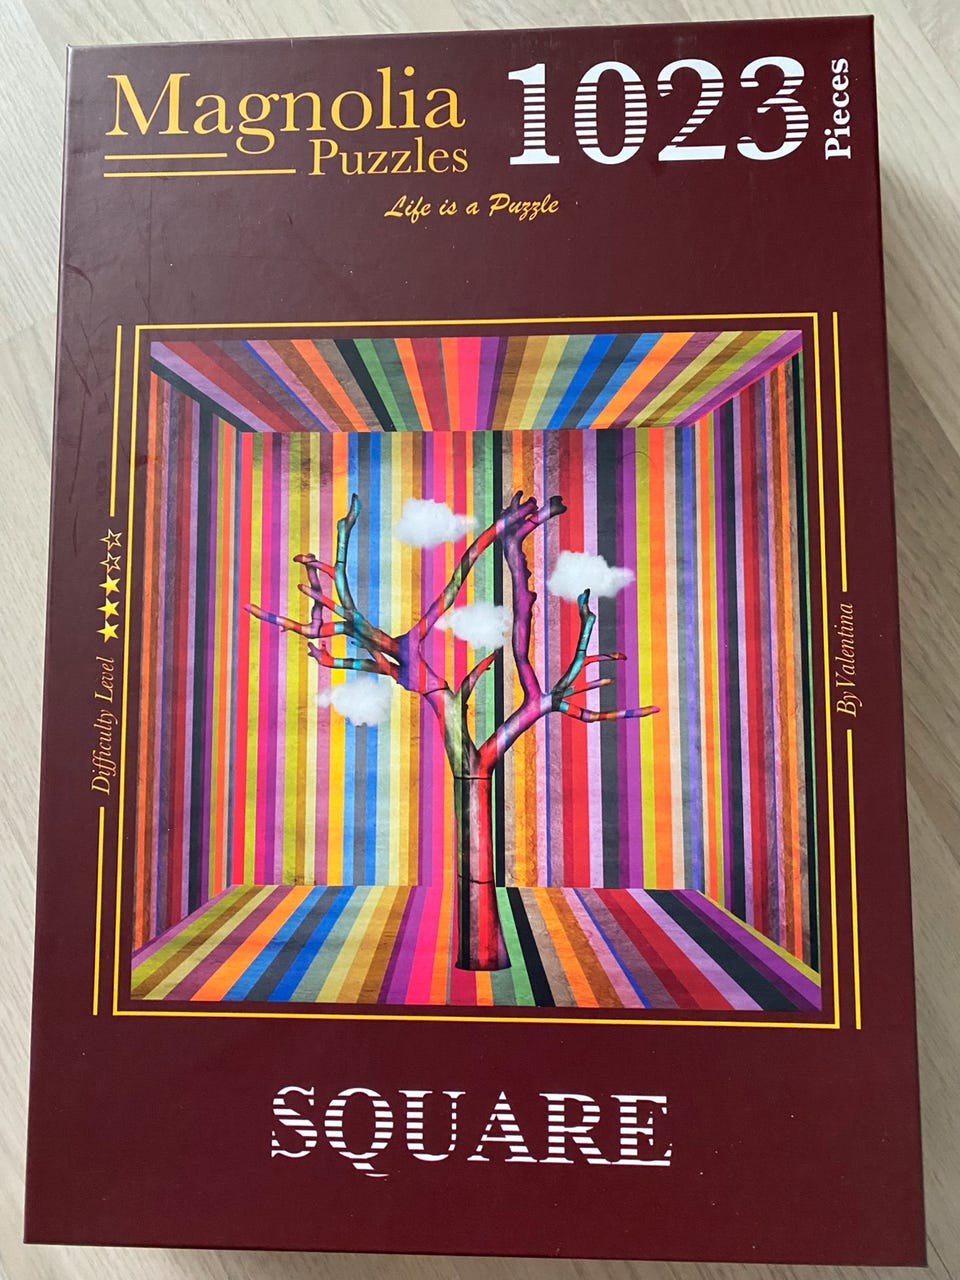 Magnolia
Puzzles
1023
Pieces
Life is a Puzzle
Difficulty Level
By Valentina
SQUARE